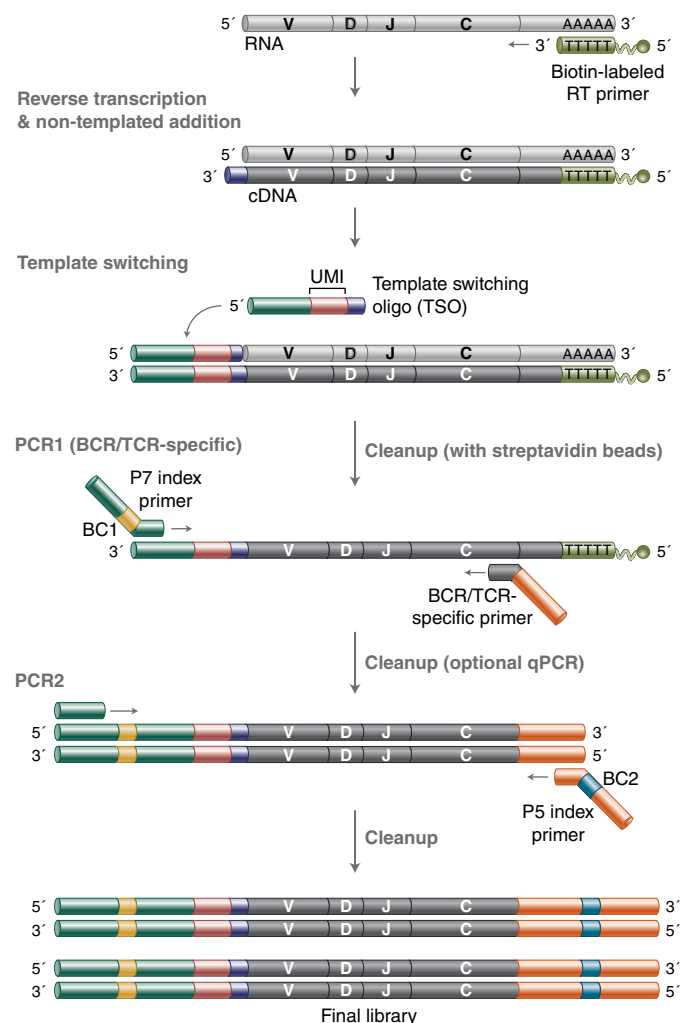 5´ V D J C AAAAA 3´
RNA 3´ TTTTT 5´
Biotin-labeled
RT primer
Reverse transcription
& non-templated addition
5´ V D J C AAAAA 3´
3´ V D J C TTTTT 5´
cDNA
Template switching
UMI
5´ Template switching
oligo (TSO)
5´ V D J C AAAAA 3´
3´ V D J C TTTTT 5´
PCR1 (BCR/TCR-specific)
Cleanup (with streptavidin beads)
P7 index
primer
BC1
3´ V D J C TTTTT 5´
BCR/TCR-
specific primer
Cleanup (optional qPCR)
PCR2
5´ V D J C 3´
3´ V D J C 5´
BC2
P5 index
primer
Cleanup
5´ V D J C 3´
3´ V D J C 5´
5´ V D J C 3´
3´ V D J C 5´
Final library